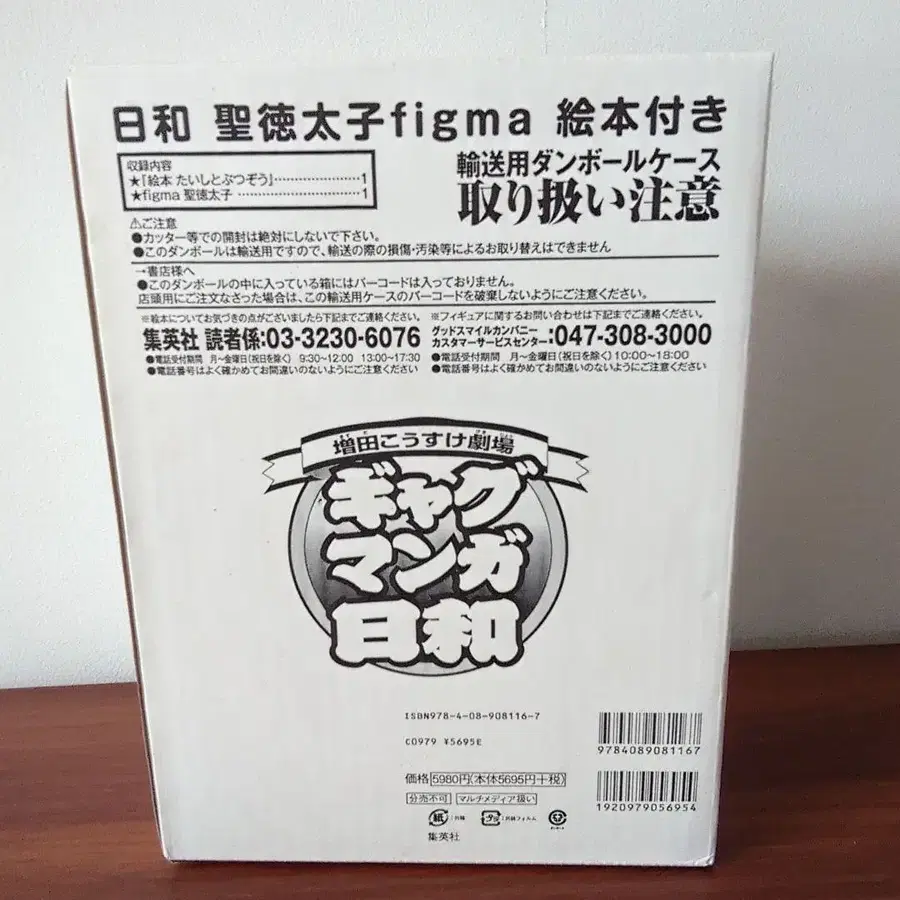 日和 聖徳太子figma 絵本付き
収録内容
★「絵本 たいしとぶつぞう」…………………1
★figma 聖徳太子 …………………………1
輸送用ダンボールケース
取り扱い注意
⚠ご注意
●カッター等での開封は絶対にしないで下さい。
●このダンボールは輸送用ですので、輸送の際の損傷・汚染等によるお取り替えはできません
→書店様へ
●このダンボールの中に入っている箱にはバーコードは入っておりません。
店頭用にご注文なさった場合は、この輸送用ケースのバーコードを破棄しないようにご注意ください。
※絵本についてお気づきの点がございましたら下記までご連絡ください。
集英社 読者係:03-3230-6076
●電話受付期間 月〜金曜日(祝日を除く) 9:30〜12:00 13:00〜17:30
●電話番号はよく確かめてお間違いのないようにご注意ください
※フィギュアに関するお問い合わせは下記までご連絡ください。
グッドスマイルカンパニー
カスタマーサービスセンター:047-308-3000
●電話受付期間 月〜金曜日(祝日を除く)10:00〜18:00
●電話番号はよく確かめてお間違いのないようにご注意ください
増田こうすけ劇場
ギャグ
マンガ
日和
ISBN978-4-08-908116-7
C0979 ¥5695E
9784089081167
価格 5980円(本体5695円+税)
1920979056954
分売不可 マルチメディア扱い
紙 プラ
集英社